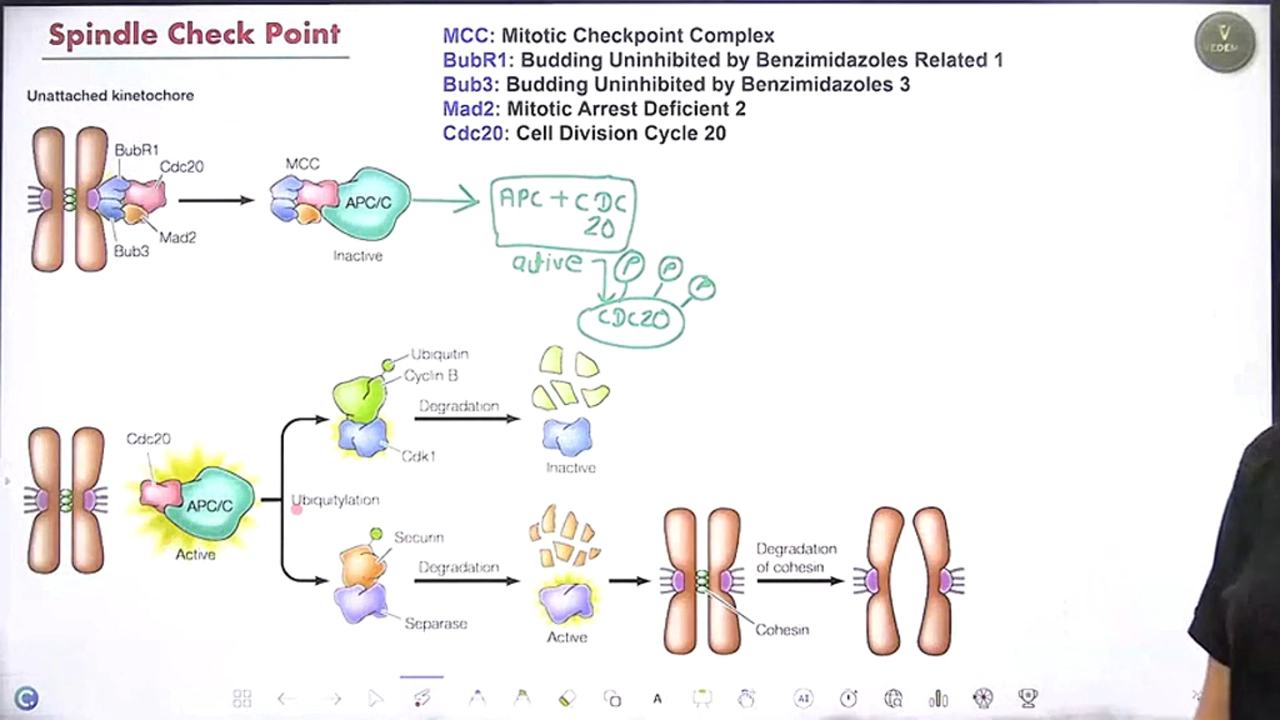 Spindle Check Point
MCC: Mitotic Checkpoint Complex
BubR1: Budding Uninhibited by Benzimidazoles Related 1
Bub3: Budding Uninhibited by Benzimidazoles 3
Mad2: Mitotic Arrest Deficient 2
Cdc20: Cell Division Cycle 20
VEDEM
Unattached kinetochore
BubR1
Cdc20
Mad2
Bub3
MCC
APC/C
Inactive
APC + CDC
20
active
P
P
P
CDC20
Ubiquitin
Cyclin B
Cdk1
Degradation
Inactive
Cdc20
APC/C
Active
Ubiquitylation
Securin
Separase
Degradation
Active
Cohesin
Degradation
of cohesin
AI
A